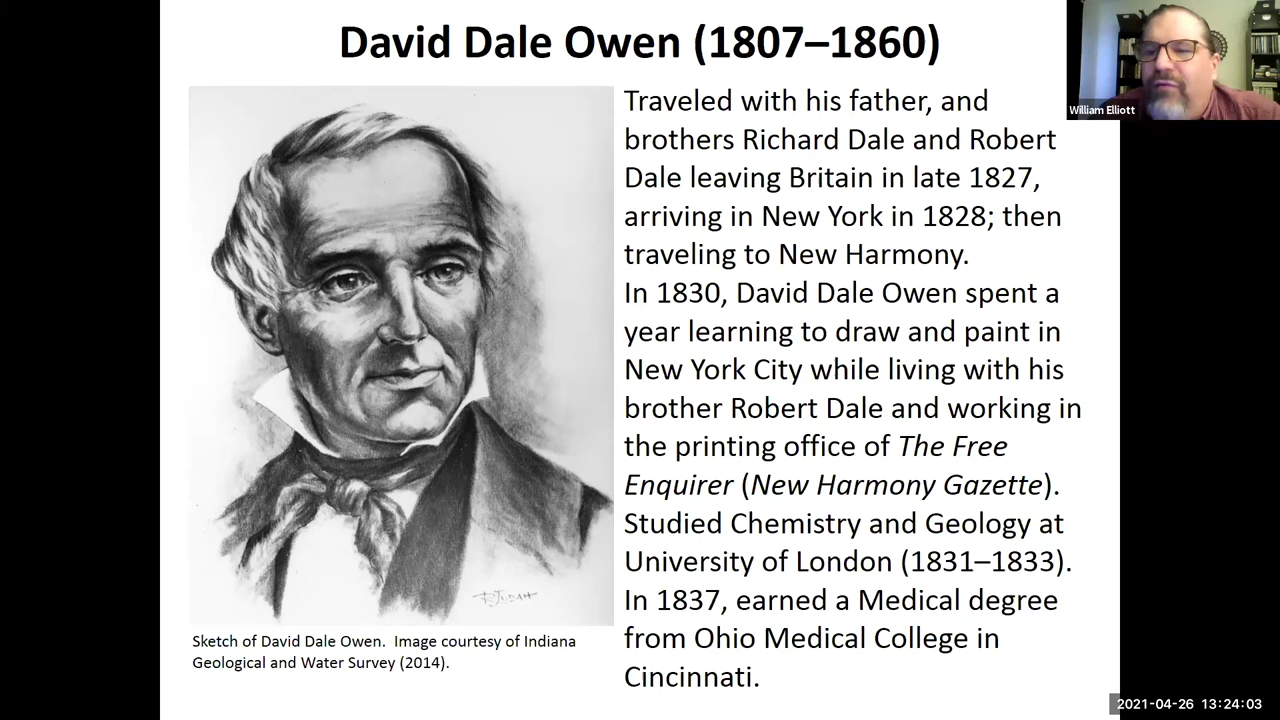 David Dale Owen (1807–1860)
William Elliott
Traveled with his father, and
brothers Richard Dale and Robert
Dale leaving Britain in late 1827,
arriving in New York in 1828; then
traveling to New Harmony.
In 1830, David Dale Owen spent a
year learning to draw and paint in
New York City while living with his
brother Robert Dale and working in
the printing office of The Free
Enquirer (New Harmony Gazette).
Studied Chemistry and Geology at
University of London (1831–1833).
In 1837, earned a Medical degree
from Ohio Medical College in
Cincinnati.
Sketch of David Dale Owen. Image courtesy of Indiana
Geological and Water Survey (2014).
2021-04-26 13:24:03